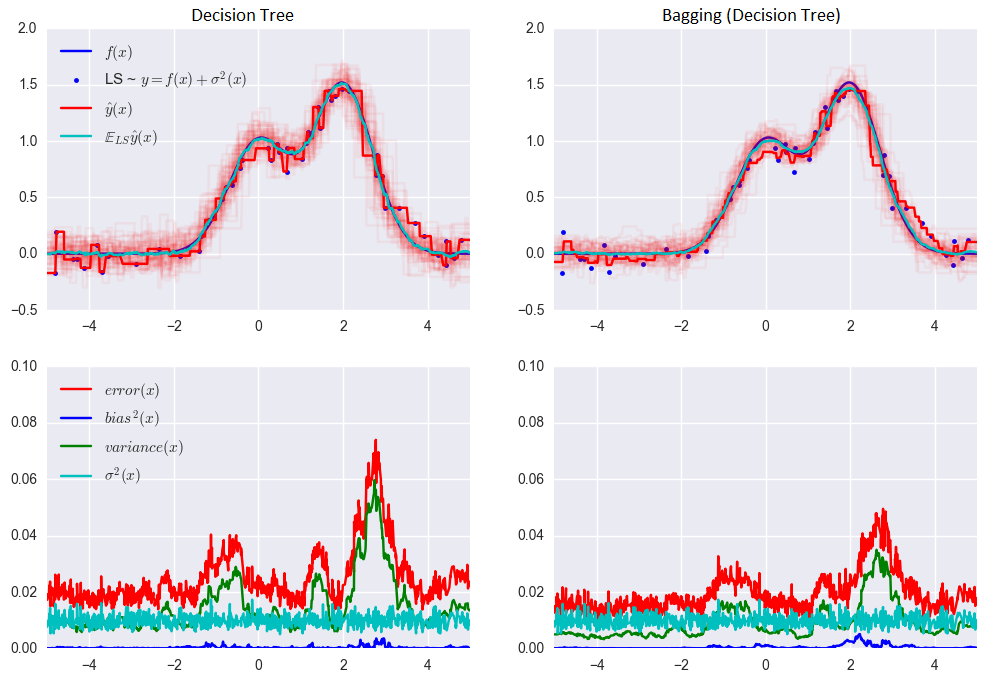 Decision Tree
2.0
1.5
1.0
0.5
0.0
−0.5
−4 −2 0 2 4
f(x)
LS ~ y = f(x) + σ²(x)
ŷ(x)
𝔼_LS ŷ(x)
Bagging (Decision Tree)
2.0
1.5
1.0
0.5
0.0
−0.5
−4 −2 0 2 4
0.10
0.08
0.06
0.04
0.02
0.00
−4 −2 0 2 4
error(x)
bias²(x)
variance(x)
σ²(x)
0.10
0.08
0.06
0.04
0.02
0.00
−4 −2 0 2 4